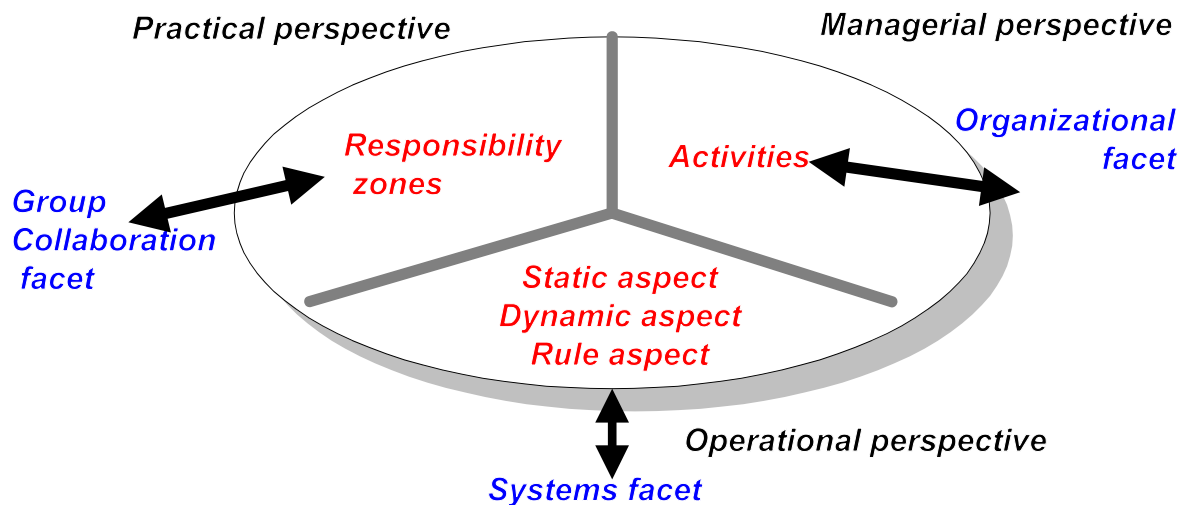 Practical perspective
Managerial perspective
Organizational
facet
Responsibility
zones
Activities
Group
Collaboration
facet
Static aspect
Dynamic aspect
Rule aspect
Operational perspective
Systems facet